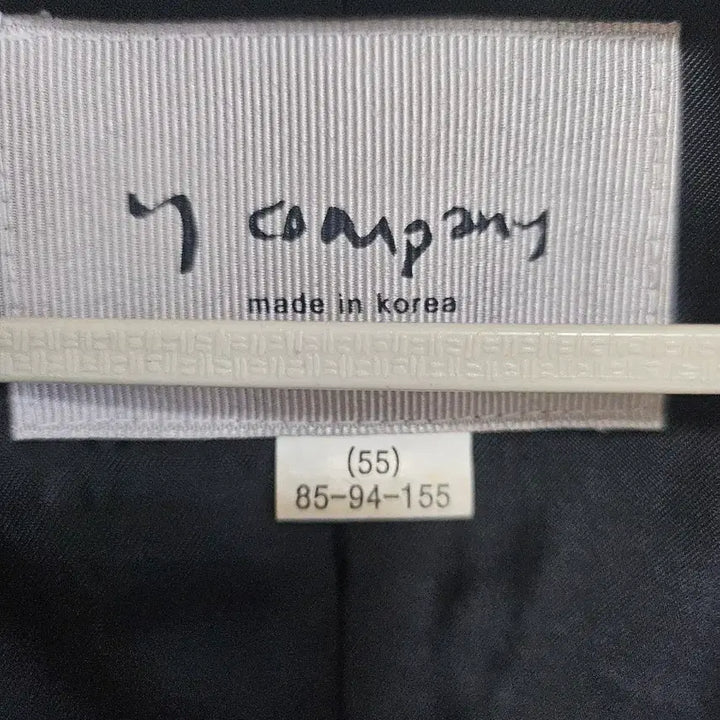 y company
made in korea
(55)
85-94-155